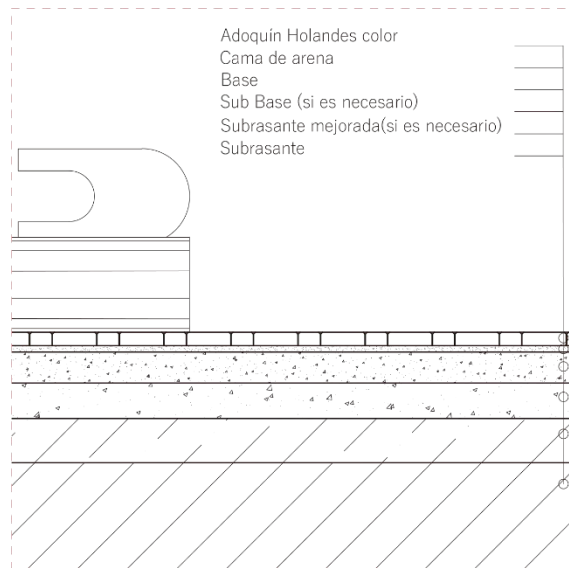 Adoquín Holandes color
Cama de arena
Base
Sub Base (si es necesario)
Subrasante mejorada(si es necesario)
Subrasante